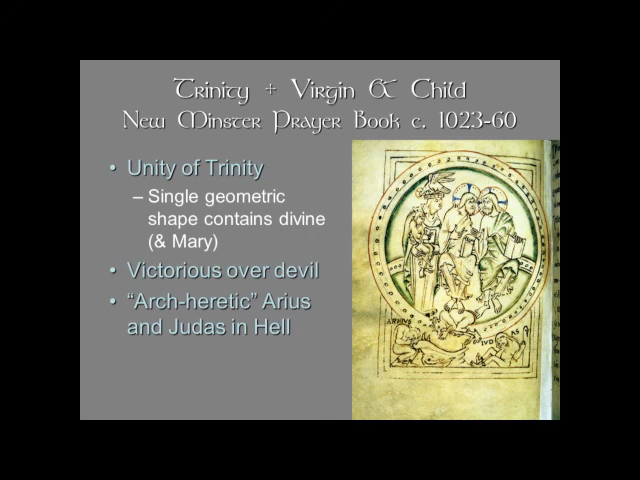 Trinity + Virgin & Child
New Minster Prayer Book c. 1023-60
• Unity of Trinity
– Single geometric
shape contains divine
(& Mary)
• Victorious over devil
• “Arch-heretic” Arius
and Judas in Hell
ARRIUS
IUDAS